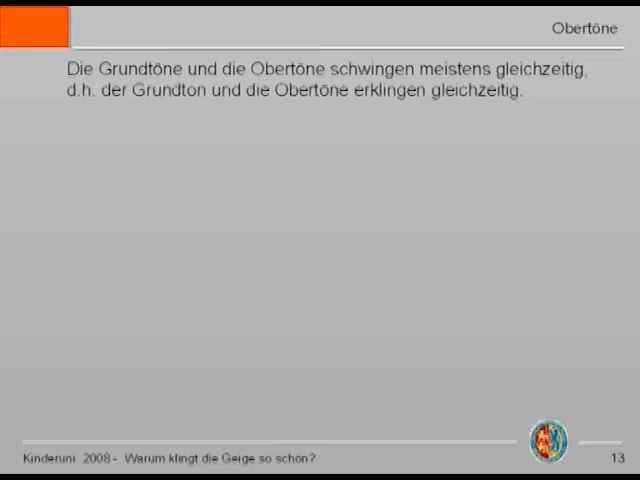 Obertöne
Die Grundtöne und die Obertöne schwingen meistens gleichzeitig,
d.h. der Grundton und die Obertöne erklingen gleichzeitig.
Kinderuni 2008 - Warum klingt die Geige so schön?
13